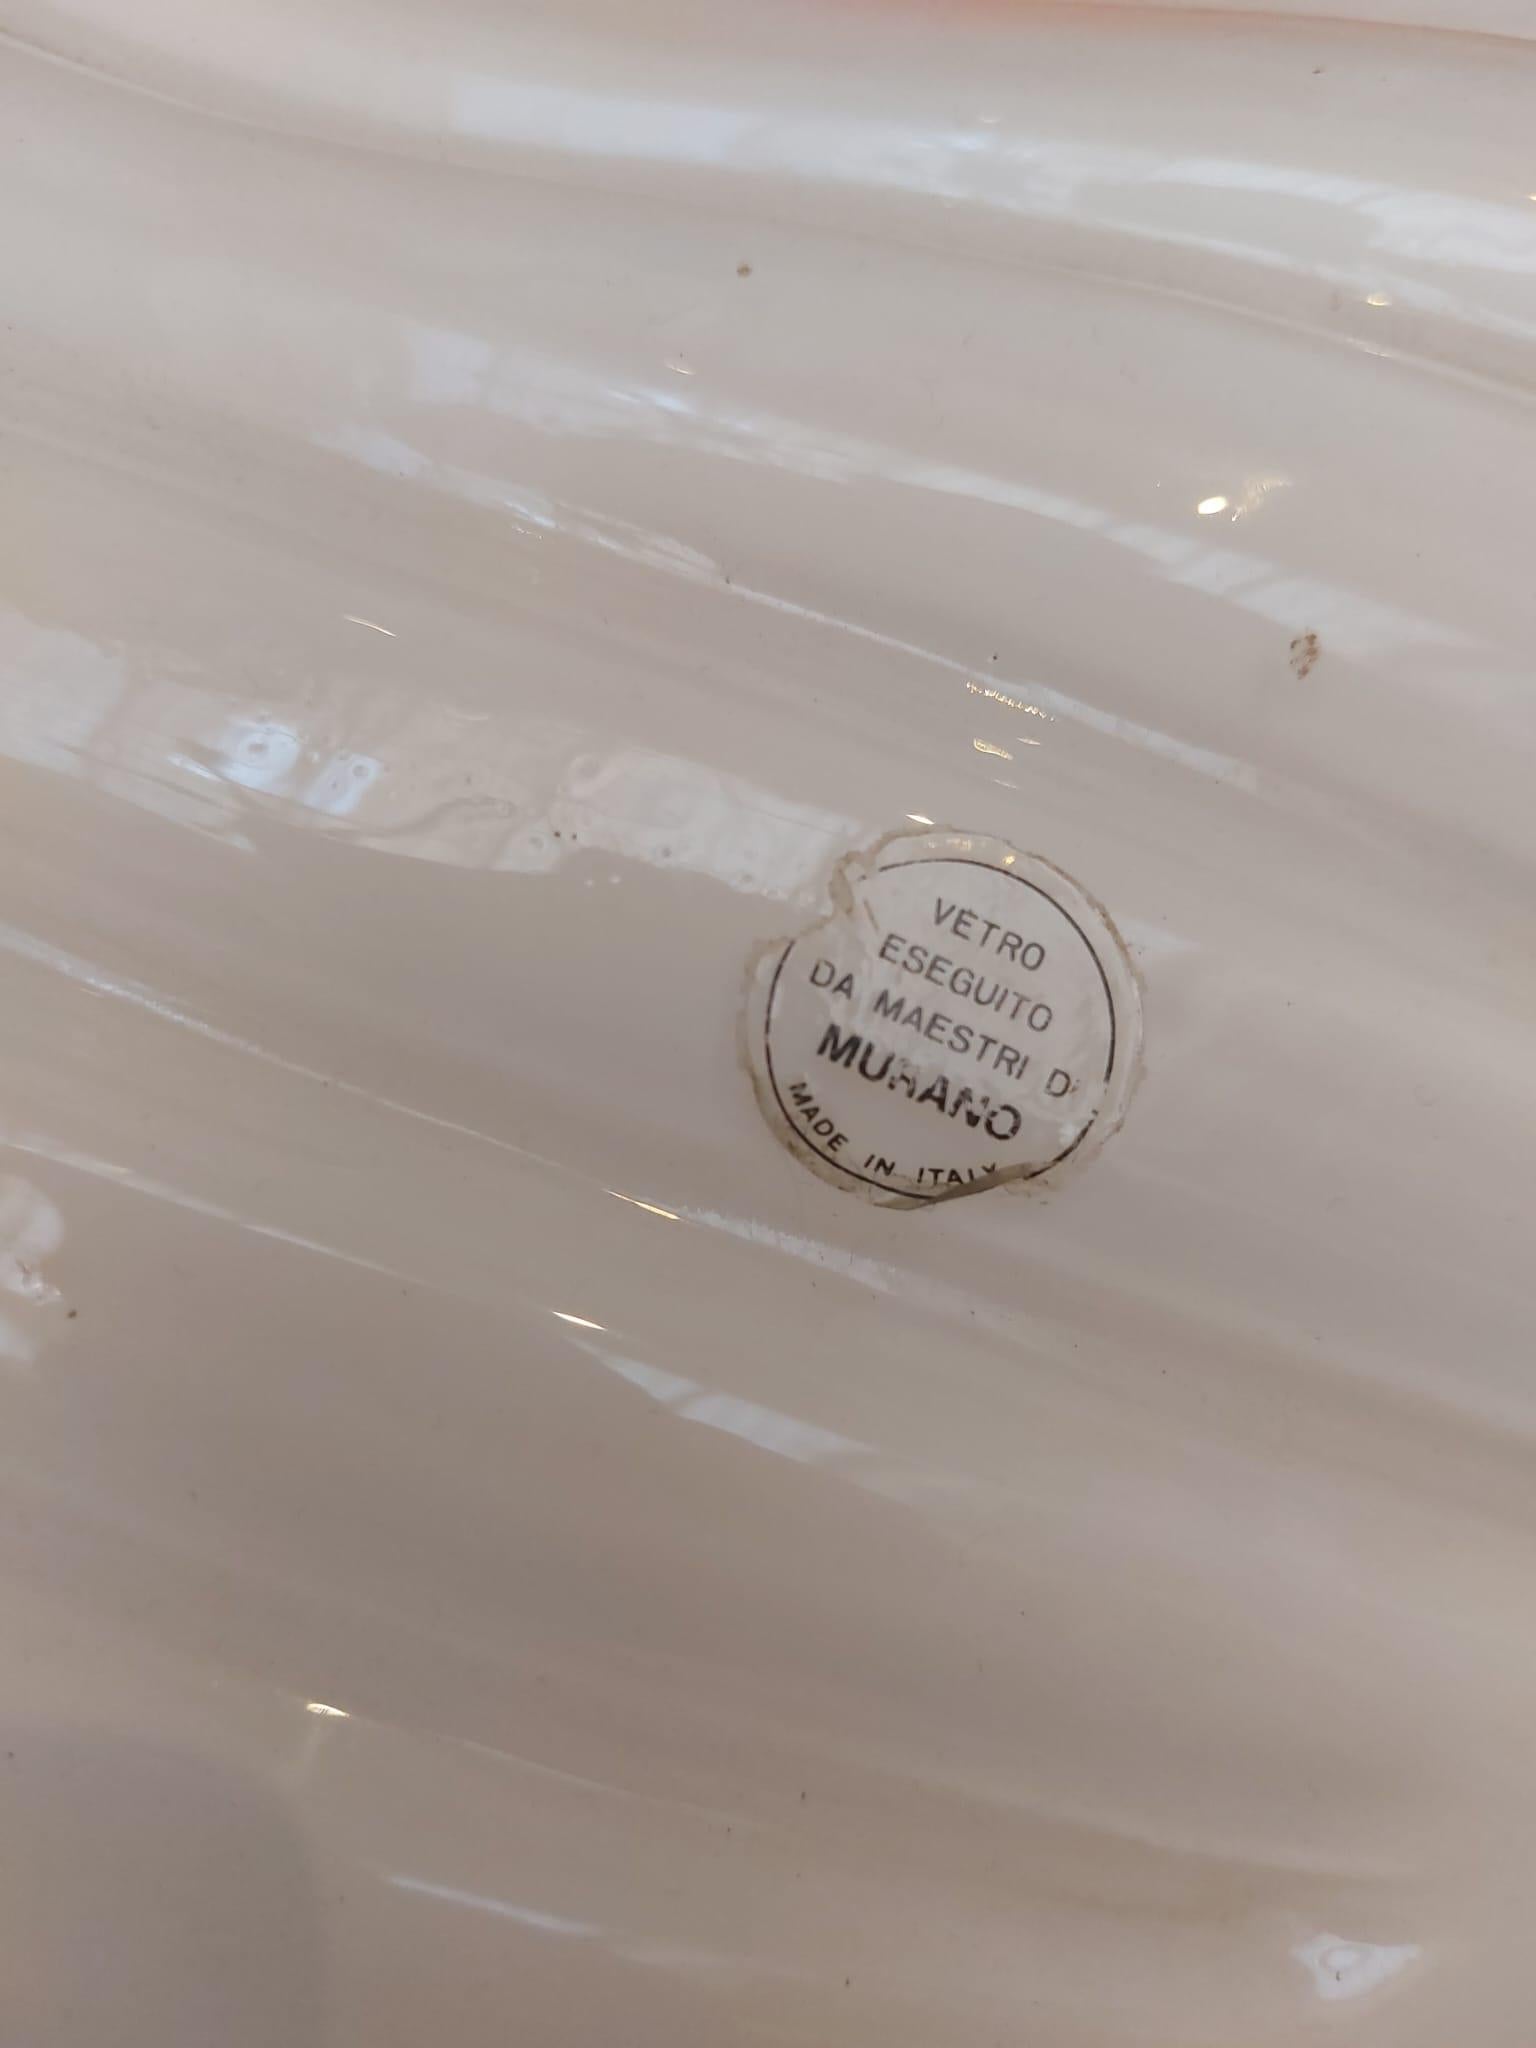 VETRO
ESEGUITO
DA MAESTRI DI
MURANO
MADE IN ITALY